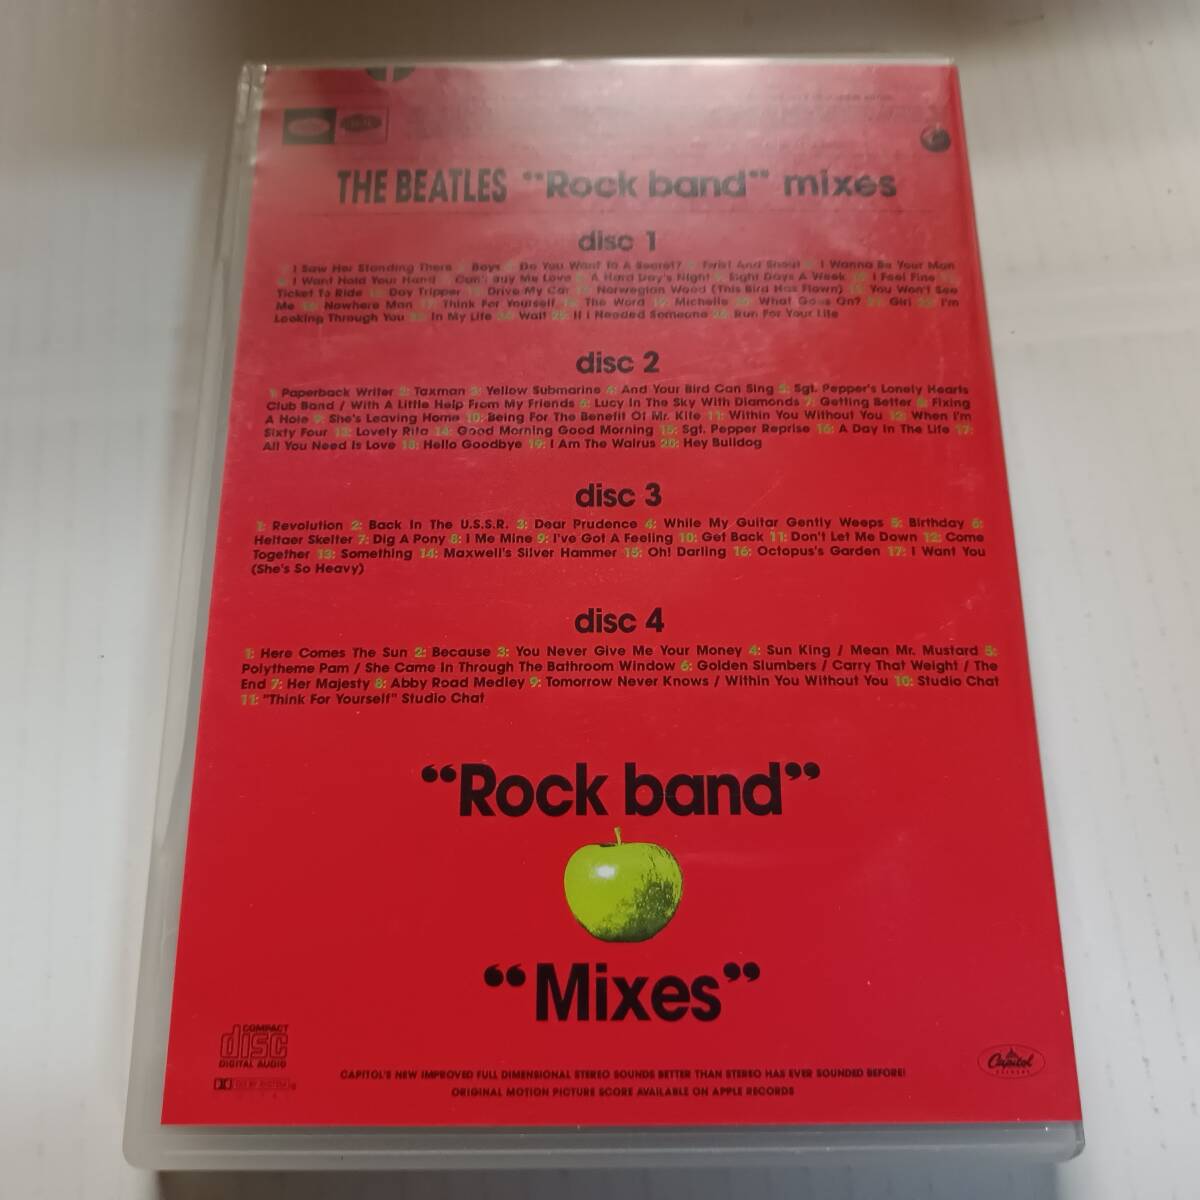 THE BEATLES “Rock band” mixes
disc 1
I Saw Her Standing There Boys Do You Want To A Secret? Twist And Shout I Wanna Be Your Man
I Want Hold Your Hand Can't Buy Me Love A Hard Day's Night Eight Days A Week I Feel Fine
Ticket To Ride Day Tripper Drive My Car Norwegian Wood (This Bird Has Flown) You Won't See
Me Nowhere Man Think For Yourself The Word 19: Michelle What Goes On? Girl I'm
Looking Through You In My Life Wait If I Needed Someone Run For Your Life
disc 2
1: Paperback Writer 2: Taxman 3: Yellow Submarine 4: And Your Bird Can Sing 5: Sgt. Pepper's Lonely Hearts
Club Band / With A Little Help From My Friends 6: Lucy In The Sky With Diamonds 7: Getting Better 8: Fixing
A Hole 9: She's Leaving Home 10: Being For The Benefit Of Mr. Kite 11: Within You Without You 12: When I'm
Sixty Four 13: Lovely Rita 14: Good Morning Good Morning 15: Sgt. Pepper Reprise 16: A Day In The Life 17:
All You Need Is Love 18: Hello Goodbye 19: I Am The Walrus 20: Hey Bulldog
disc 3
1: Revolution 2: Back In The U.S.S.R. 3: Dear Prudence 4: While My Guitar Gently Weeps 5: Birthday 6:
Heltaer Skelter 7: Dig A Pony 8: I Me Mine 9: I've Got A Feeling 10: Get Back 11: Don't Let Me Down 12: Come
Together 13: Something 14: Maxwell's Silver Hammer 15: Oh! Darling 16: Octopus's Garden 17: I Want You
(She's So Heavy)
disc 4
1: Here Comes The Sun 2: Because 3: You Never Give Me Your Money 4: Sun King / Mean Mr. Mustard 5:
Polytheme Pam / She Came In Through The Bathroom Window 6: Golden Slumbers / Carry That Weight / The
End 7: Her Majesty 8: Abby Road Medley 9: Tomorrow Never Knows / Within You Without You 10: Studio Chat
11: "Think For Yourself" Studio Chat
“Rock band”
“Mixes”
COMPACT
disc
DIGITAL AUDIO
Capitol
RECORDS
CAPITOL'S NEW IMPROVED FULL DIMENSIONAL STEREO SOUNDS BETTER THAN STEREO HAS EVER SOUNDED BEFORE!
ORIGINAL MOTION PICTURE SCORE AVAILABLE ON APPLE RECORDS